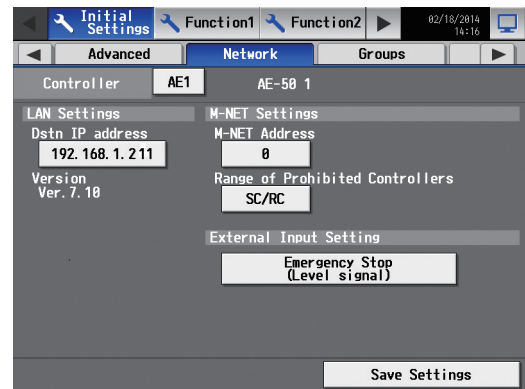 Initial Settings
Function1
Function2
02/18/2014
14:16
Advanced
Network
Groups
Controller
AE1
AE-50 1
LAN Settings
Dstn IP address
192.168.1.211
Version
Ver.7.10
M-NET Settings
M-NET Address
0
Range of Prohibited Controllers
SC/RC
External Input Setting
Emergency Stop
(Level signal)
Save Settings